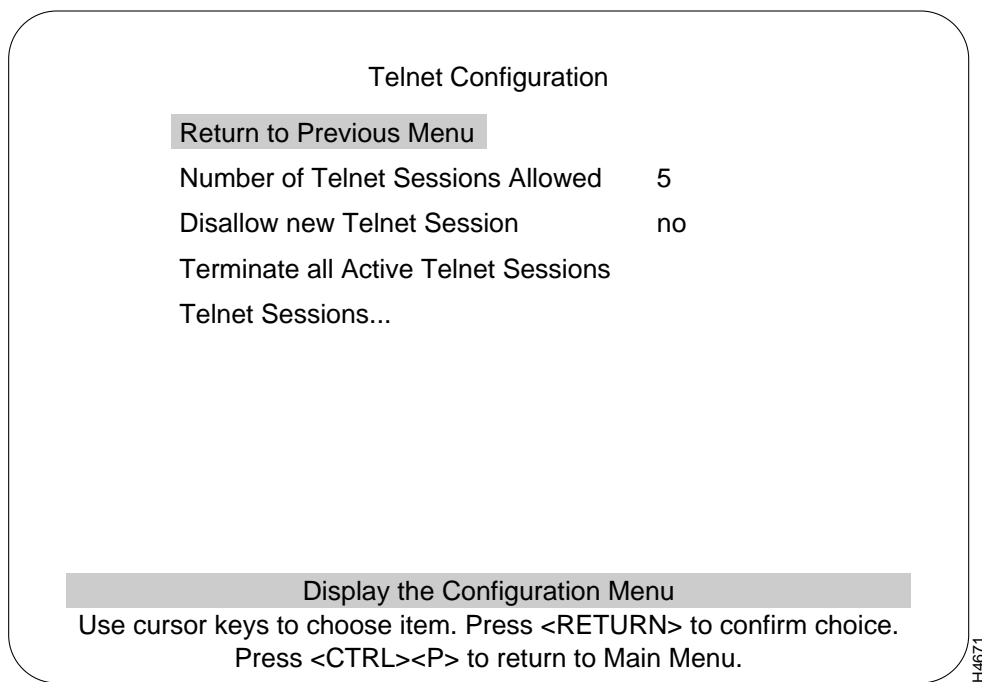 Telnet Configuration
Return to Previous Menu
Number of Telnet Sessions Allowed 5
Disallow new Telnet Session no
Terminate all Active Telnet Sessions
Telnet Sessions...
Display the Configuration Menu
Use cursor keys to choose item. Press <RETURN> to confirm choice.
Press <CTRL><P> to return to Main Menu.
H4671